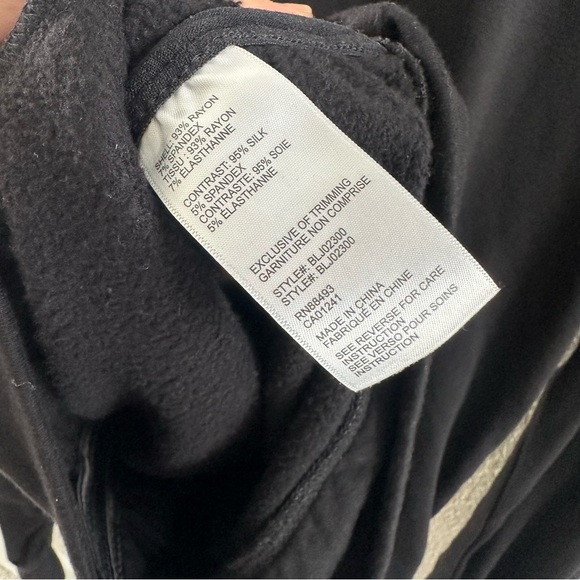 SHELL: 93% RAYON
7% SPANDEX
TISSU : 93% RAYON
7% ELASTHANNE
CONTRAST: 95% SILK
5% SPANDEX
CONTRASTE: 95% SOIE
5% ELASTHANNE
EXCLUSIVE OF TRIMMING
GARNITURE NON COMPRISE
STYLE#: BLJ02300
STYLE#: BLJ02300
RN88493
CA01241
MADE IN CHINA
FABRIQUÉ EN CHINE
SEE REVERSE FOR CARE
INSTRUCTION
SEE VERSO POUR SOINS
INSTRUCTION